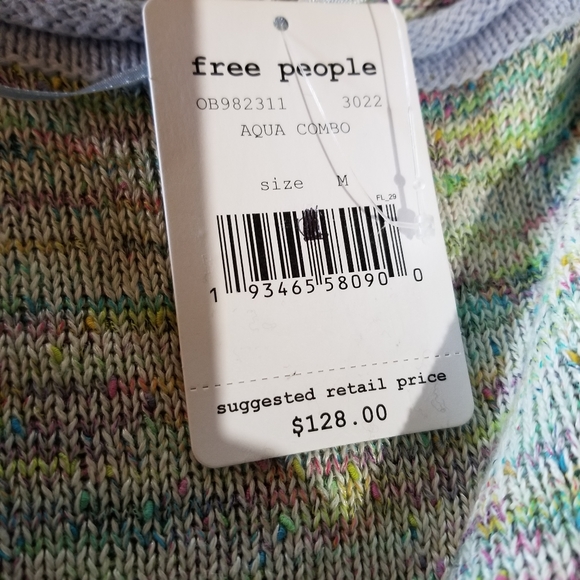 free people
OB982311 3022
AQUA COMBO
size M
FL_29
1 93465 58090 0
suggested retail price
$128.00